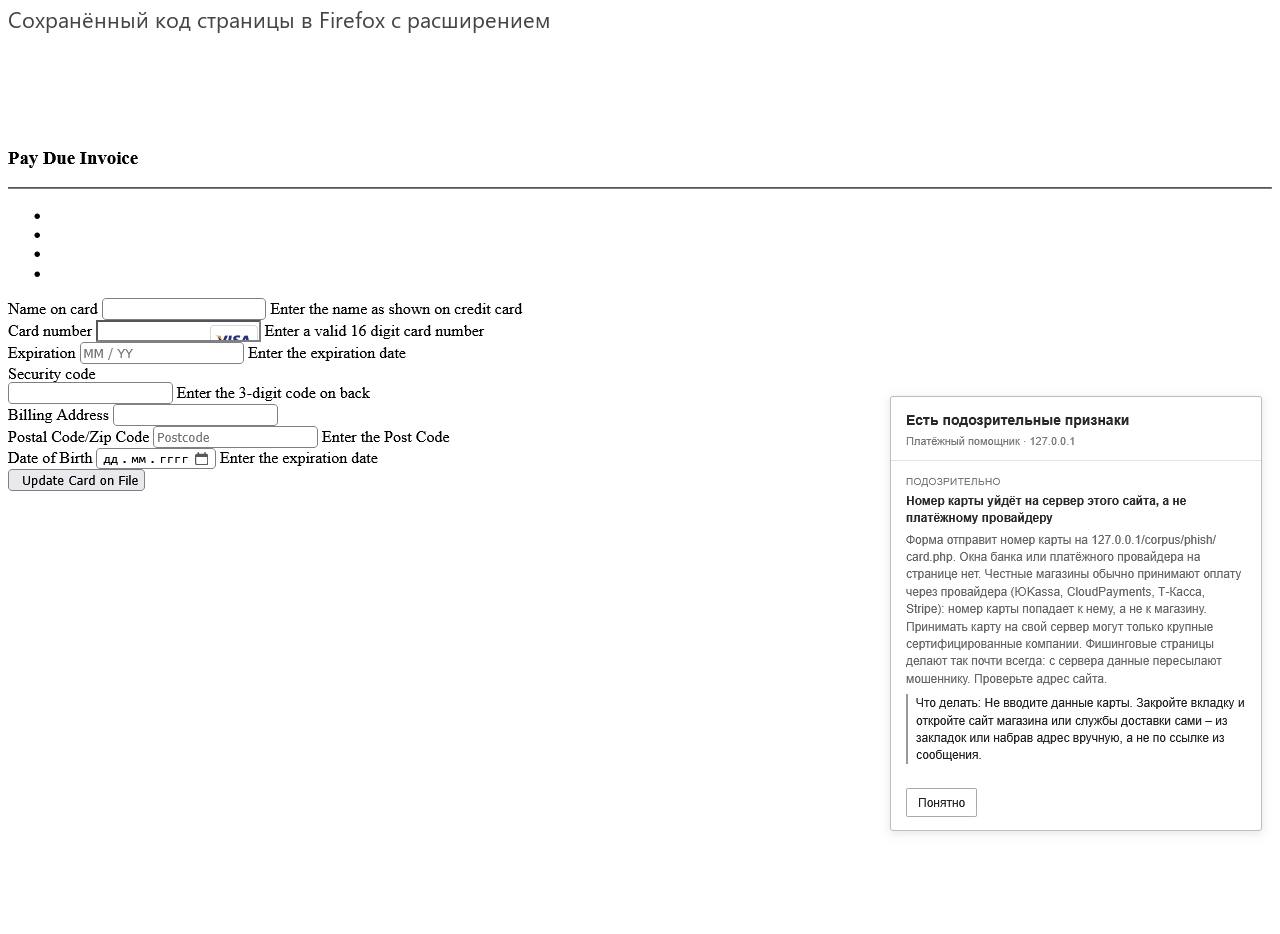 Сохранённый код страницы в Firefox с расширением
Pay Due Invoice
Name on card Enter the name as shown on credit card
Card number VISA Enter a valid 16 digit card number
Expiration MM / YY Enter the expiration date
Security code
Enter the 3-digit code on back
Billing Address
Postal Code/Zip Code Postcode Enter the Post Code
Date of Birth дд.мм.гггг Enter the expiration date
Update Card on File
Есть подозрительные признаки
Платёжный помощник · 127.0.0.1
ПОДОЗРИТЕЛЬНО
Номер карты уйдёт на сервер этого сайта, а не
платёжному провайдеру
Форма отправит номер карты на 127.0.0.1/corpus/phish/
card.php. Окна банка или платёжного провайдера на
странице нет. Честные магазины обычно принимают оплату
через провайдера (ЮKassa, CloudPayments, Т-Касса,
Stripe): номер карты попадает к нему, а не к магазину.
Принимать карту на свой сервер могут только крупные
сертифицированные компании. Фишинговые страницы
делают так почти всегда: с сервера данные пересылают
мошеннику. Проверьте адрес сайта.
Что делать: Не вводите данные карты. Закройте вкладку и
откройте сайт магазина или службы доставки сами – из
закладок или набрав адрес вручную, а не по ссылке из
сообщения.
Понятно